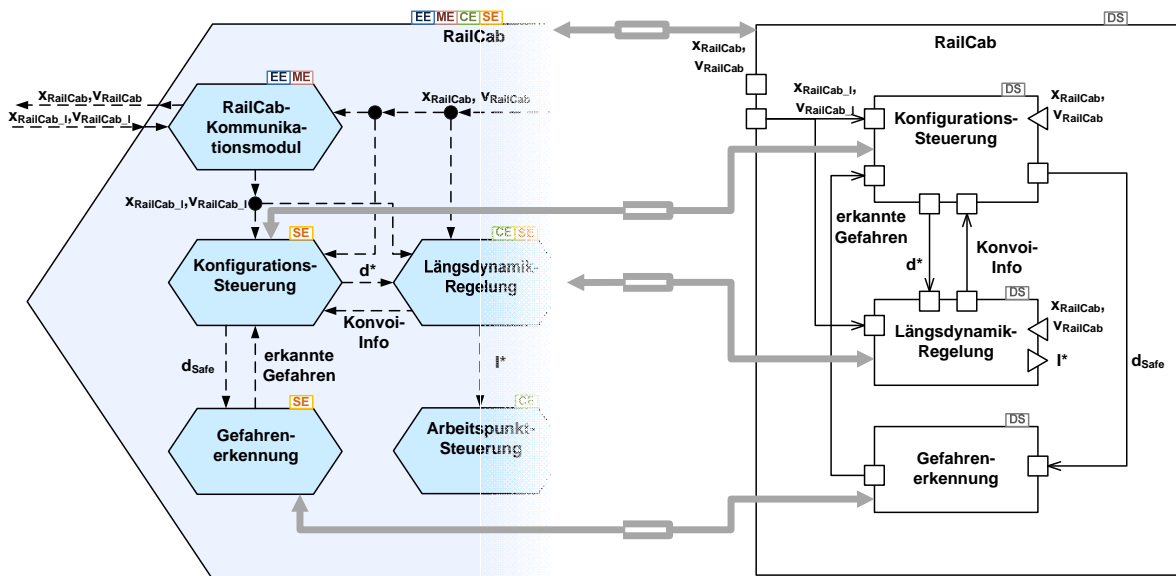 EE ME CE SE
RailCab
xRailCab, vRailCab
xRailCab_l,vRailCab_l
EE ME
RailCab-
Kommunika-
tionsmodul
xRailCab, vRailCab
xRailCab_l,vRailCab_l
SE
Konfigurations-
Steuerung
d*
Konvoi-
Info
CE SE
Längsdynamik-
Regelung
dSafe
erkannte
Gefahren
l*
SE
Gefahren-
erkennung
CE
Arbeitspunkt-
Steuerung
DS
RailCab
xRailCab,
vRailCab
xRailCab_l,
vRailCab_l
DS
Konfigurations-
Steuerung
xRailCab,
vRailCab
erkannte
Gefahren
d*
Konvoi-
Info
DS
Längsdynamik-
Regelung
xRailCab,
vRailCab
l*
dSafe
DS
Gefahren-
erkennung